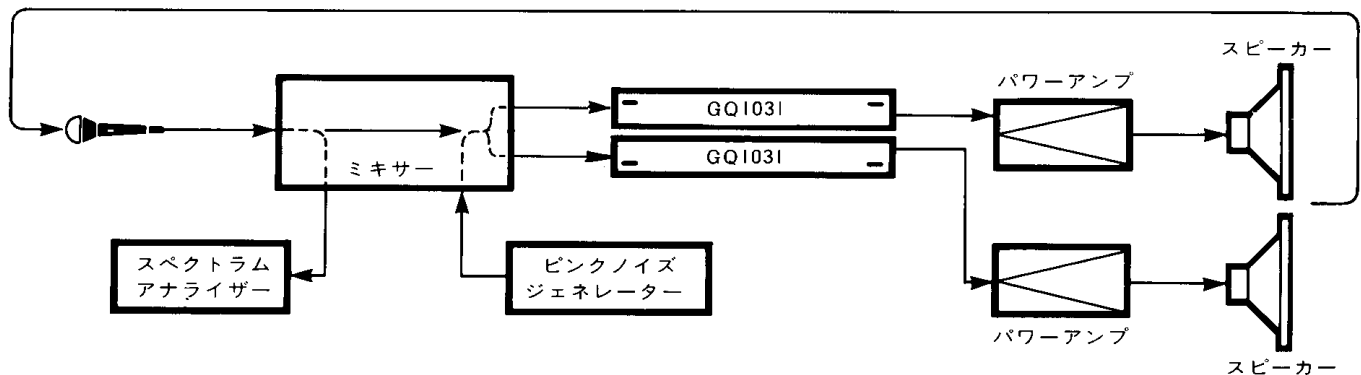 スピーカー
パワーアンプ
GQ1031
GQ1031
ミキサー
スペクトラム
アナライザー
ピンクノイズ
ジェネレーター
パワーアンプ
スピーカー